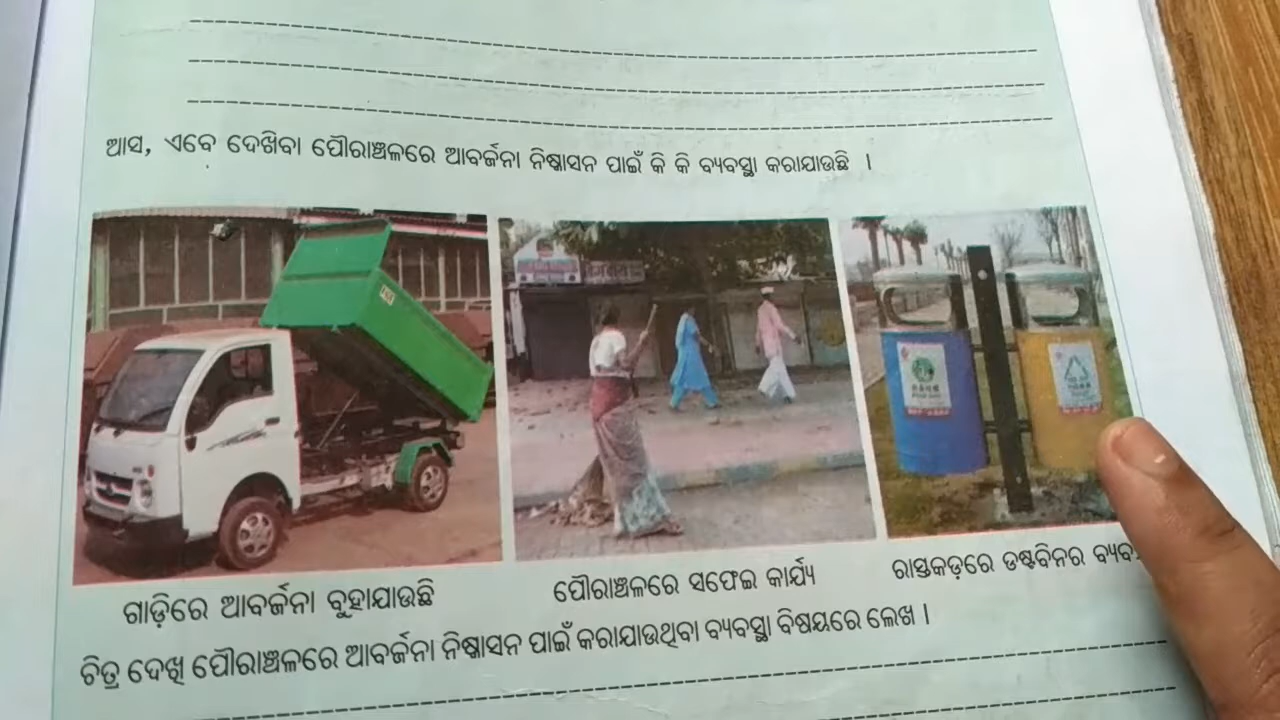 ଆସ, ଏବେ ଦେଖିବା ପୌରାଞ୍ଚଳରେ ଆବର୍ଜନା ନିଷ୍କାସନ ପାଇଁ କି କି ବ୍ୟବସ୍ଥା କରାଯାଉଛି ।
ଗାଡ଼ିରେ ଆବର୍ଜନା ବୁହାଯାଉଛି
ପୌରାଞ୍ଚଳରେ ସଫେଇ କାର୍ଯ୍ୟ
ରାସ୍ତାକଡ଼ରେ ଡଷ୍ଟବିନର
ଚିତ୍ର ଦେଖି ପୌରାଞ୍ଚଳରେ ଆବର୍ଜନା ନିଷ୍କାସନ ପାଇଁ କରାଯାଉଥିବା ବ୍ୟବସ୍ଥା ବିଷୟରେ ଲେଖ ।